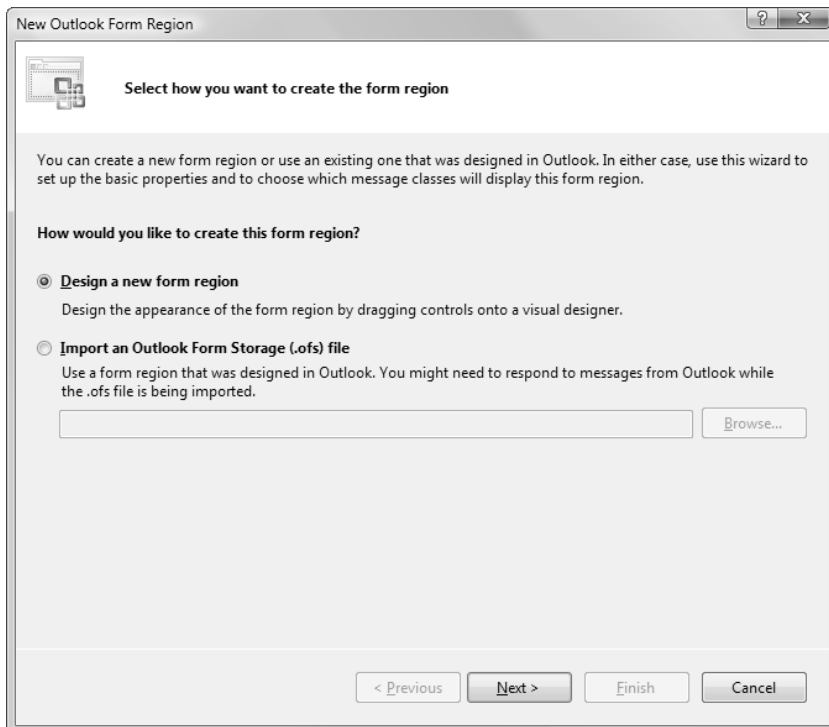 New Outlook Form Region
Select how you want to create the form region
You can create a new form region or use an existing one that was designed in Outlook. In either case, use this wizard to
set up the basic properties and to choose which message classes will display this form region.
How would you like to create this form region?
Design a new form region
Design the appearance of the form region by dragging controls onto a visual designer.
Import an Outlook Form Storage (.ofs) file
Use a form region that was designed in Outlook. You might need to respond to messages from Outlook while
the .ofs file is being imported.
Browse...
< Previous Next > Finish Cancel